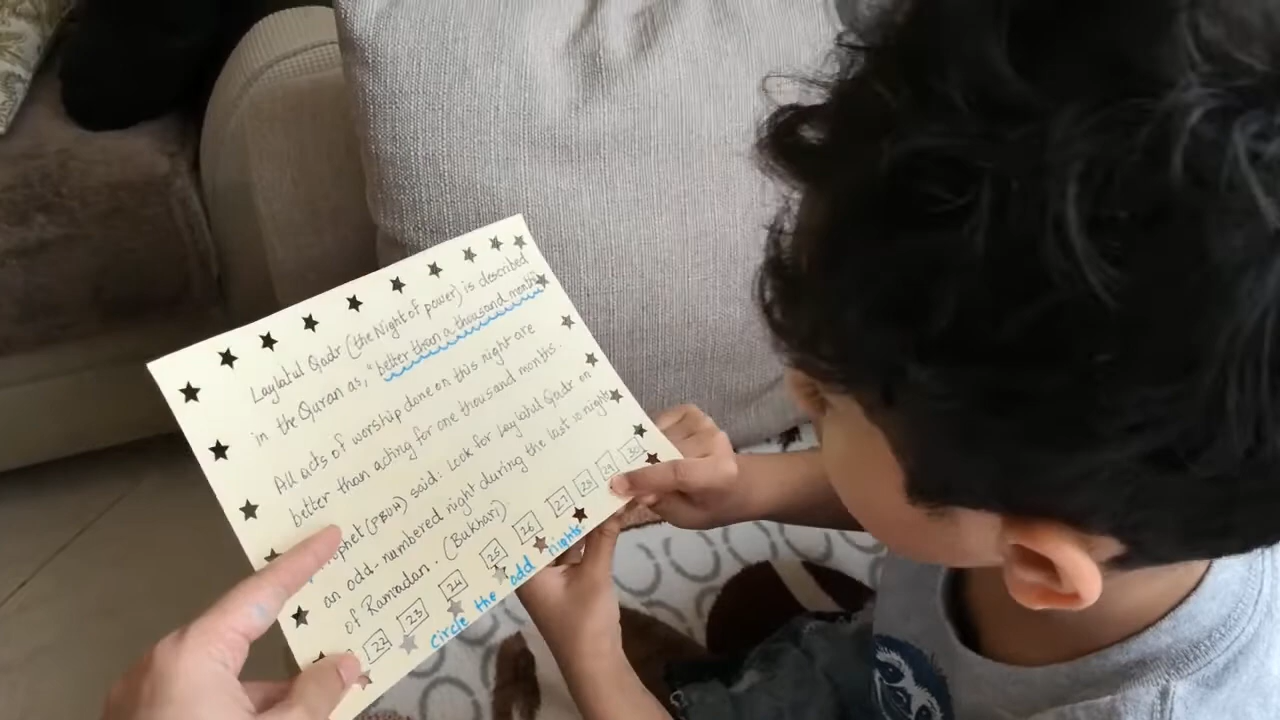 Laylatul Qadr (the Night of power) is described
in the Quran as, "better than a thousand months"
All acts of worship done on this night are
better than acting for one thousand months.
(PBUH) said: Look for Laylatul Qadr on
an odd-numbered night during the last 10 nights
of Ramadan. (Bukhari)
22 23 24 25 26 27 28 29 30
circle the odd nights.